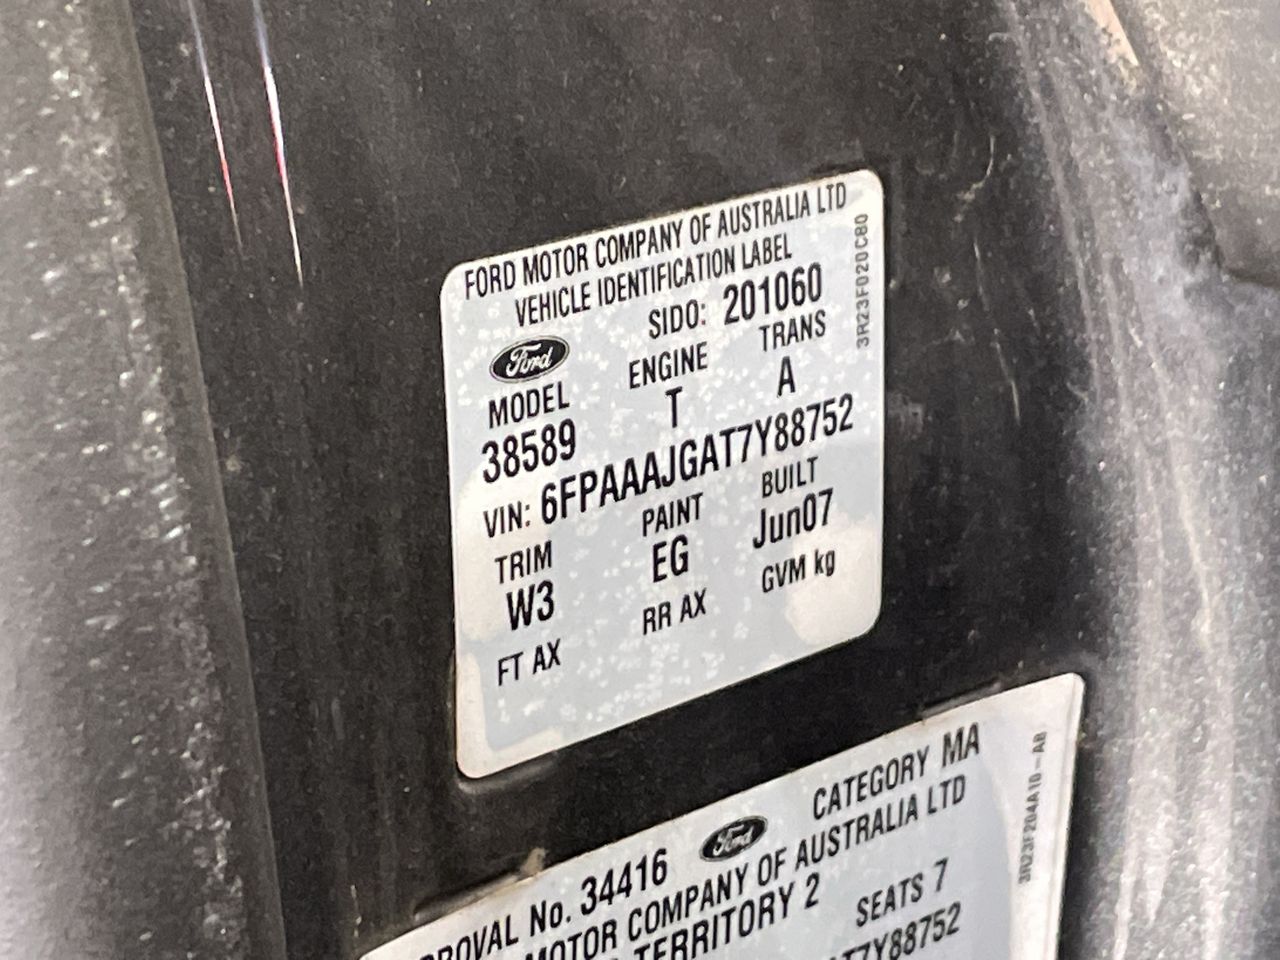 FORD MOTOR COMPANY OF AUSTRALIA LTD
VEHICLE IDENTIFICATION LABEL
SIDO: 201060
3R23F020C80
Ford
MODEL ENGINE TRANS
38589 T A
VIN: 6FPAAAJGAT7Y88752
TRIM PAINT BUILT
W3 EG Jun07
FT AX RR AX GVM kg
34416 Ford CATEGORY MA
No. MOTOR COMPANY OF AUSTRALIA LTD
TERRITORY 2 SEATS 7
T7Y88752
3R23F204A10-AB